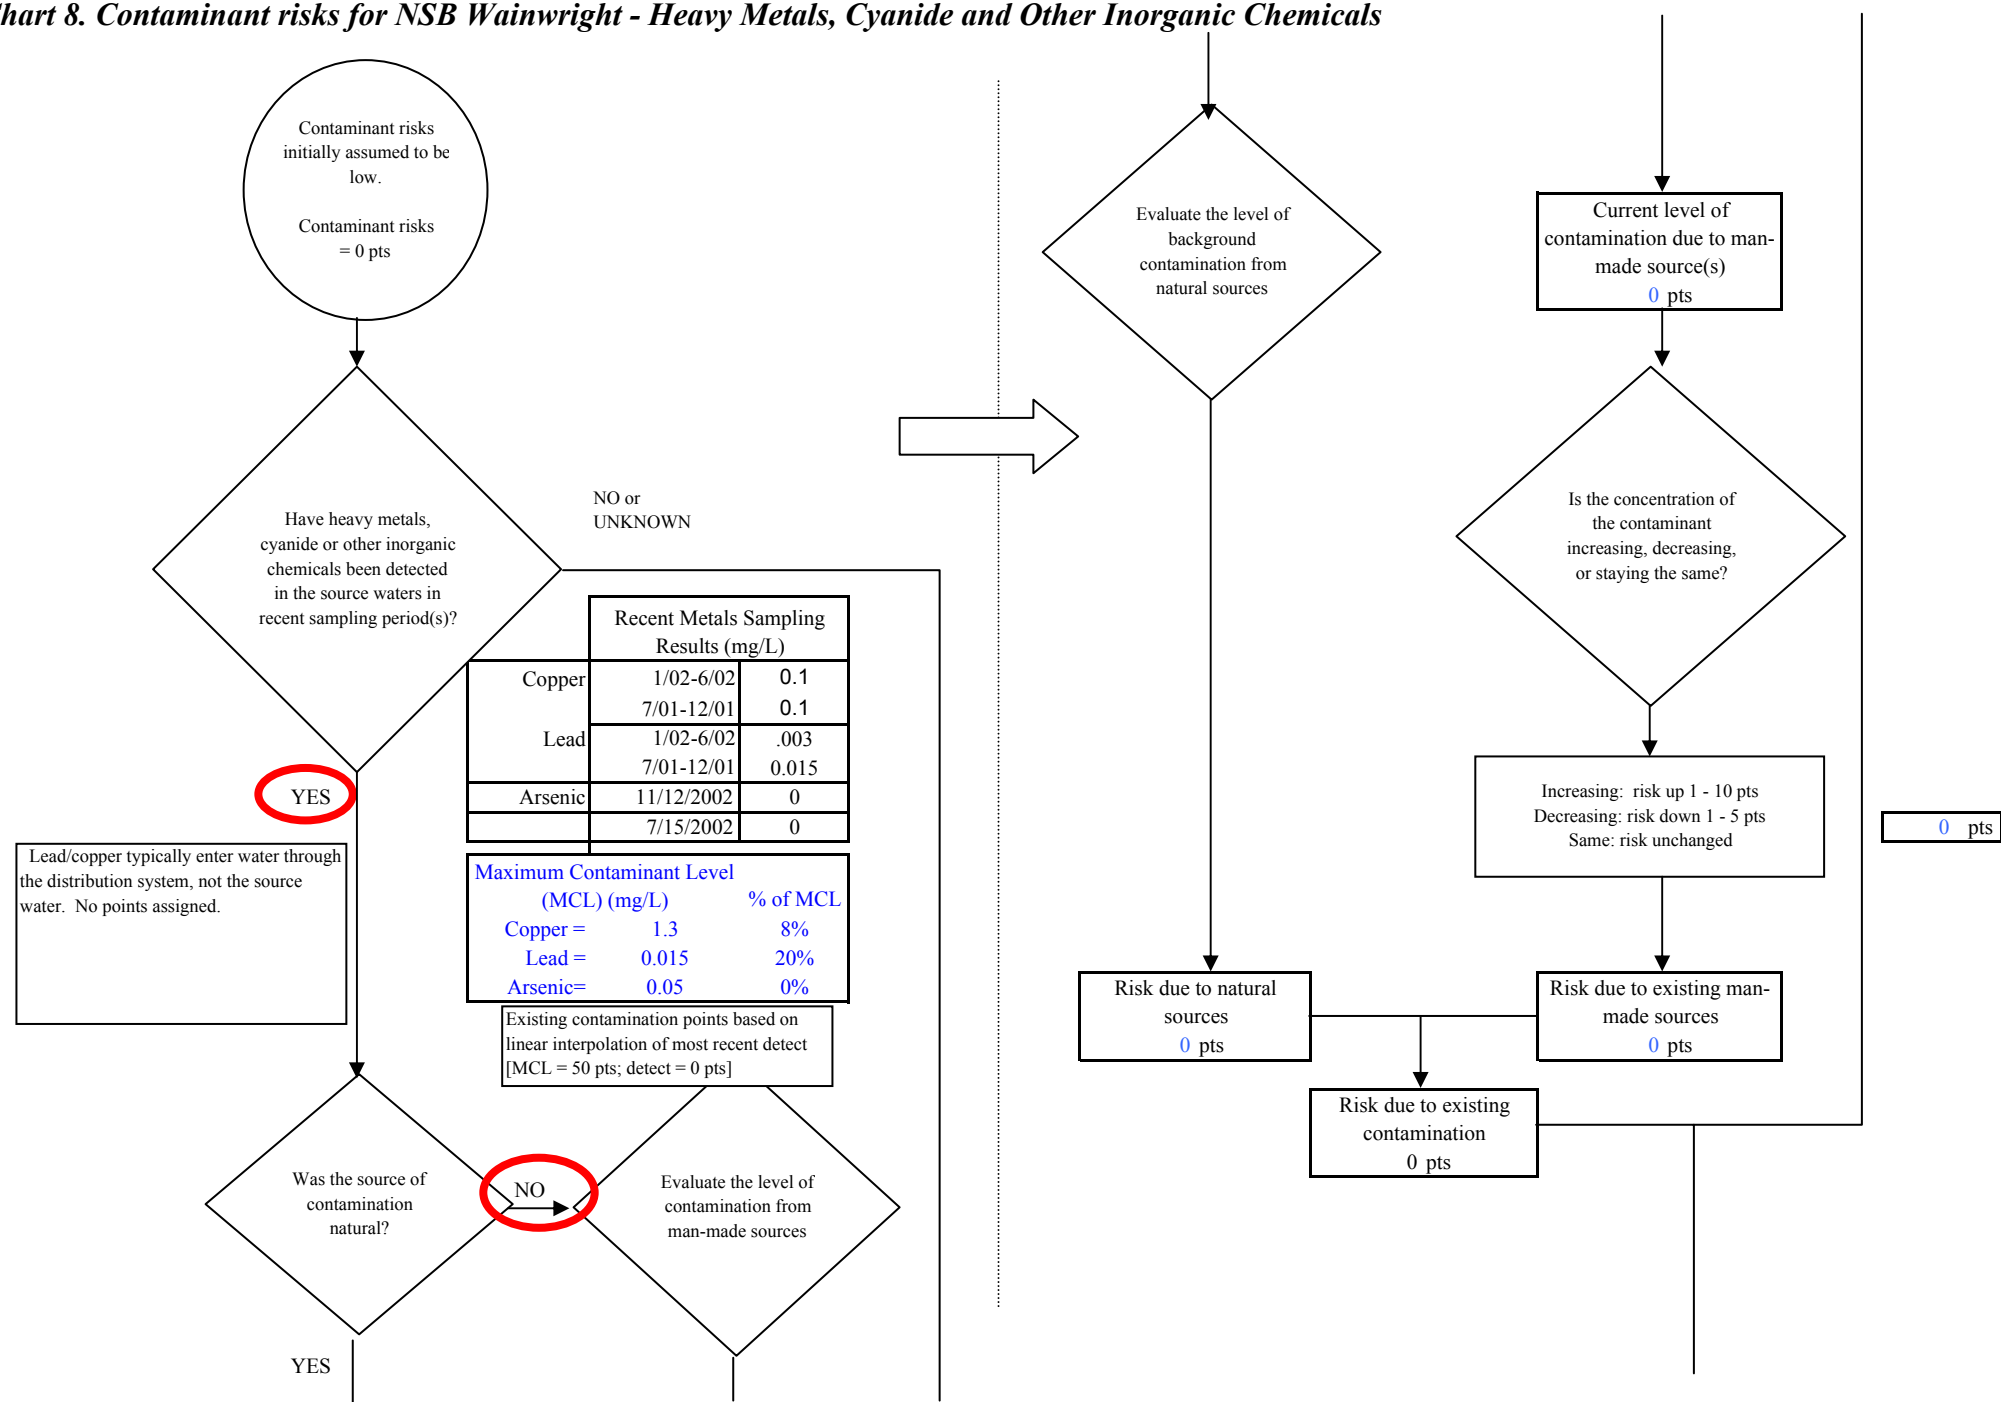 hart 8. Contaminant risks for NSB Wainwright - Heavy Metals, Cyanide and Other Inorganic Chemicals
Contaminant risks
initially assumed to be
low.
Contaminant risks
= 0 pts
Have heavy metals,
cyanide or other inorganic
chemicals been detected
in the source waters in
recent sampling period(s)?
NO or
UNKNOWN
YES
Lead/copper typically enter water through
the distribution system, not the source
water. No points assigned.
Recent Metals Sampling
Results (mg/L)
Copper 1/02-6/02 0.1
7/01-12/01 0.1
Lead 1/02-6/02 .003
7/01-12/01 0.015
Arsenic 11/12/2002 0
7/15/2002 0
Maximum Contaminant Level
(MCL) (mg/L) % of MCL
Copper = 1.3 8%
Lead = 0.015 20%
Arsenic= 0.05 0%
Existing contamination points based on
linear interpolation of most recent detect
[MCL = 50 pts; detect = 0 pts]
Was the source of
contamination
natural?
NO
Evaluate the level of
contamination from
man-made sources
YES
Evaluate the level of
background
contamination from
natural sources
Current level of
contamination due to man-
made source(s)
0 pts
Is the concentration of
the contaminant
increasing, decreasing,
or staying the same?
Increasing: risk up 1 - 10 pts
Decreasing: risk down 1 - 5 pts
Same: risk unchanged
0 pts
Risk due to natural
sources
0 pts
Risk due to existing man-
made sources
0 pts
Risk due to existing
contamination
0 pts